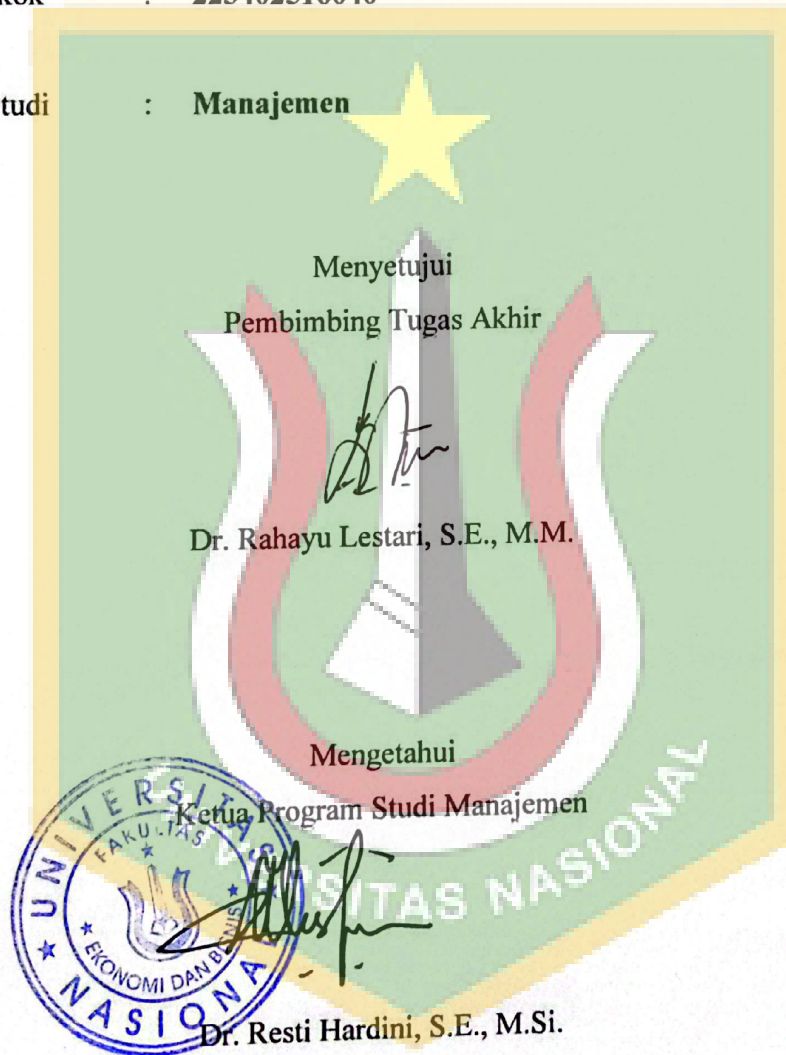 tudi : Manajemen
Menyetujui
Pembimbing Tugas Akhir
Dr. Rahayu Lestari, S.E., M.M.
Mengetahui
Ketua Program Studi Manajemen
UNIVERSITAS NASIONAL
FAKULTAS
EKONOMI DAN BISNIS
UNIVERSITAS NASIONAL
Dr. Resti Hardini, S.E., M.Si.